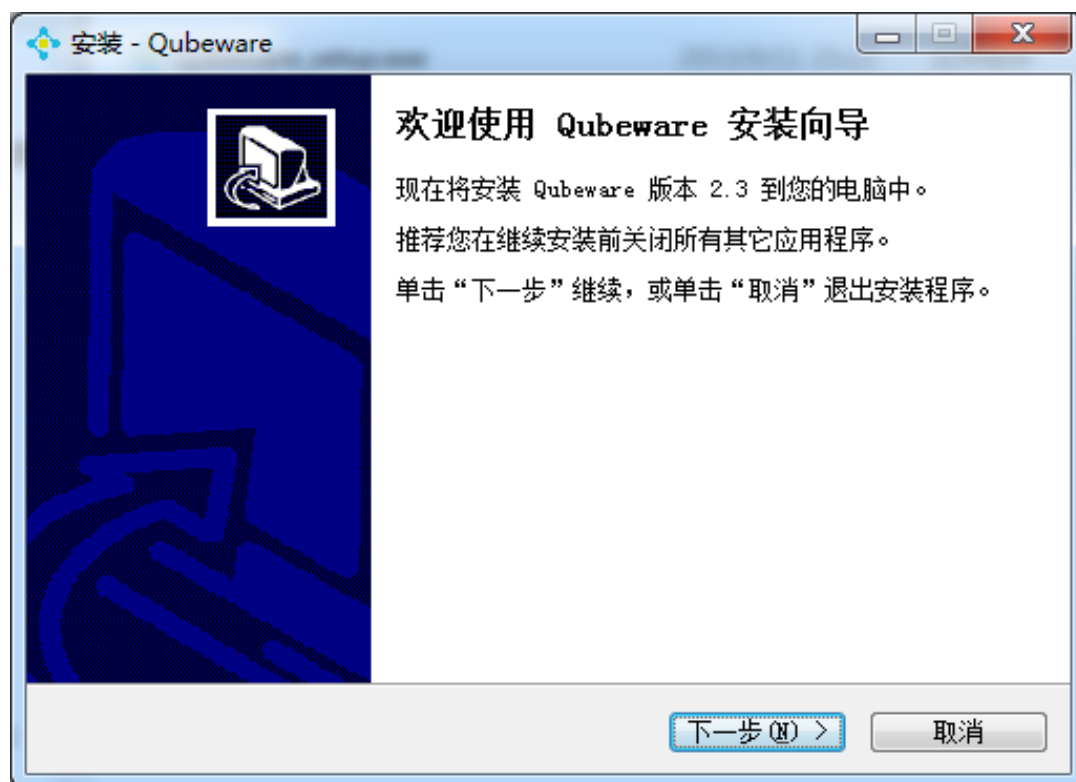 安装 - Qubeware
欢迎使用 Qubeware 安装向导
现在将安装 Qubeware 版本 2.3 到您的电脑中。
推荐您在继续安装前关闭所有其它应用程序。
单击“下一步”继续，或单击“取消”退出安装程序。
下一步(N) >
取消